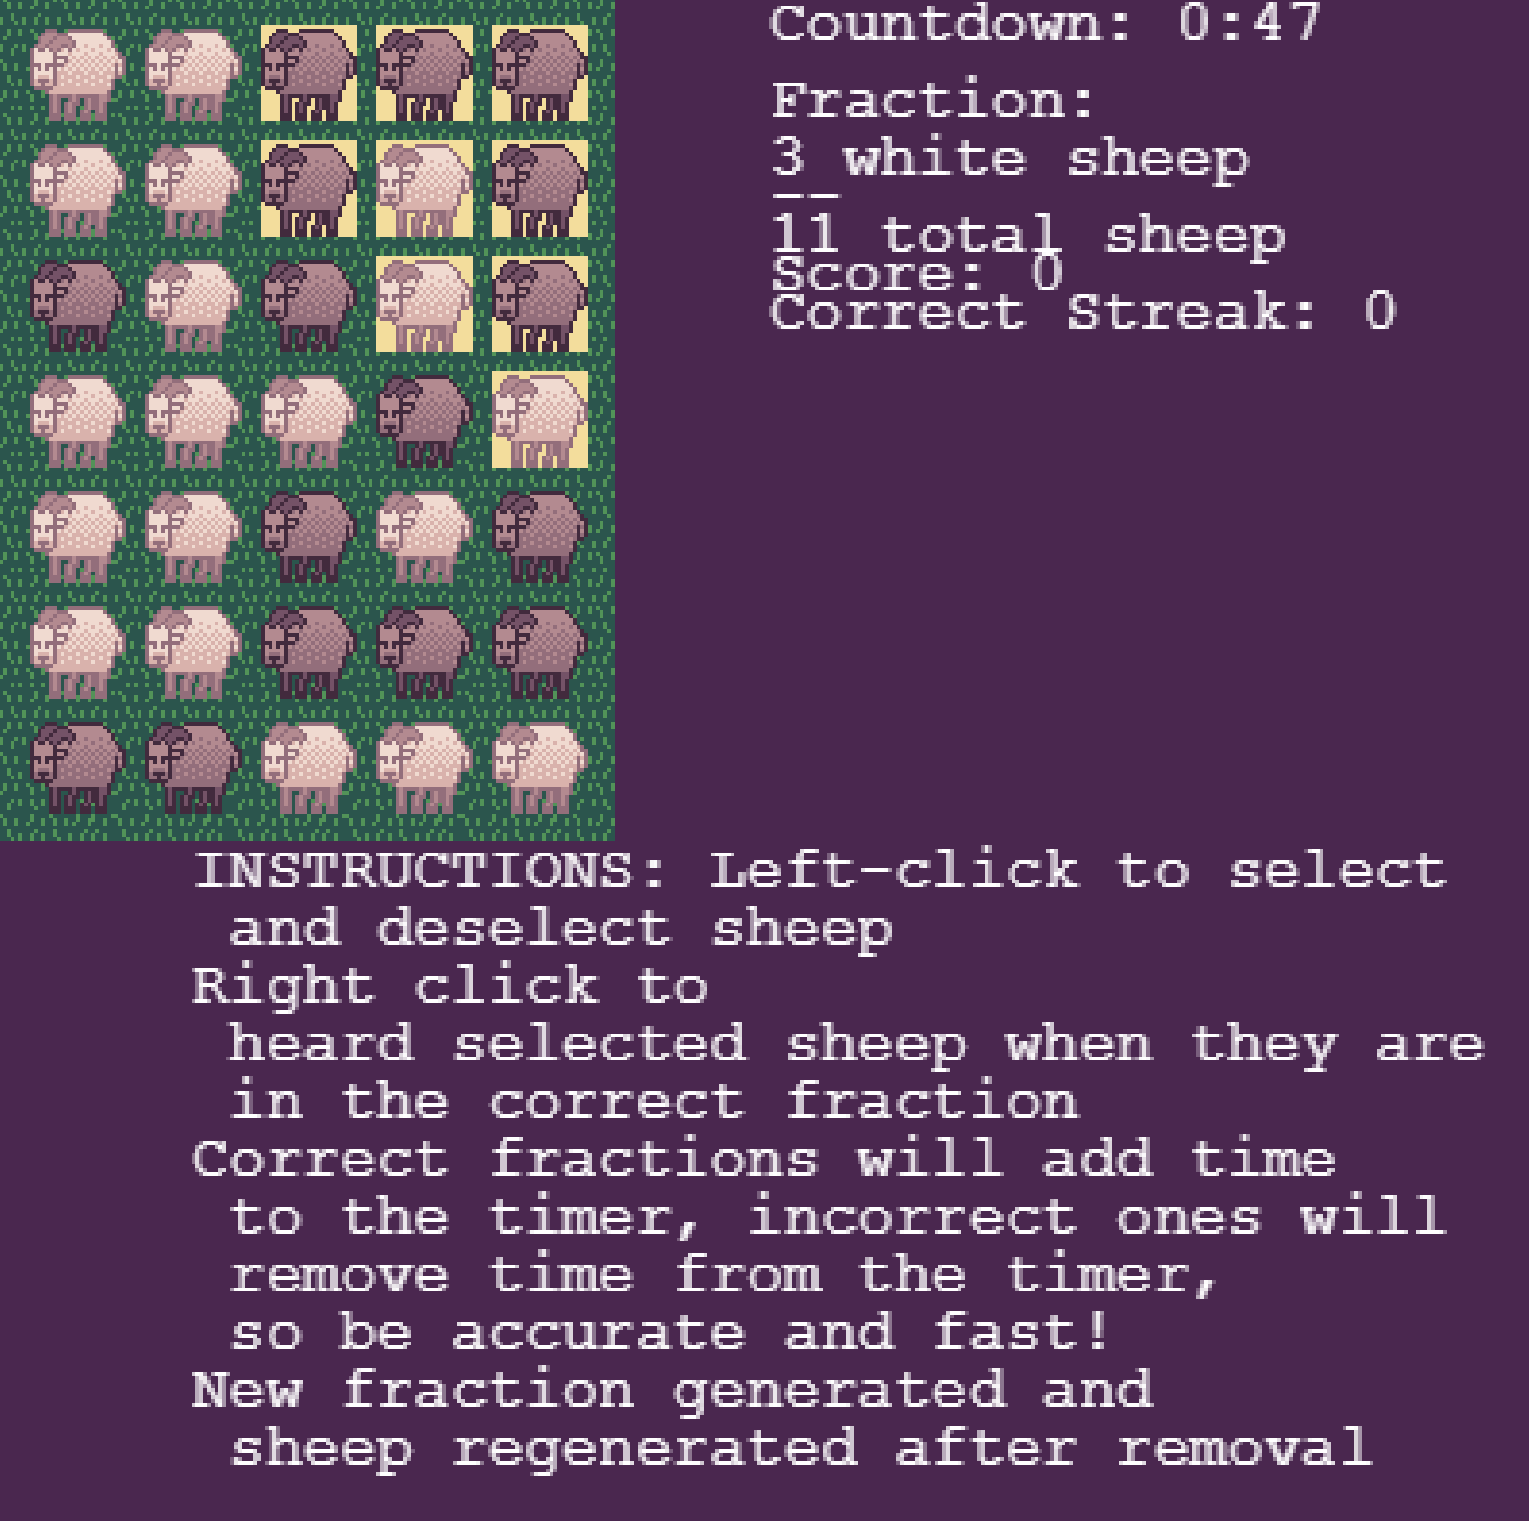 Countdown: 0:47
Fraction:
3 white sheep
--
11 total sheep
Score: 0
Correct Streak: 0
INSTRUCTIONS: Left-click to select
and deselect sheep
Right click to
heard selected sheep when they are
in the correct fraction
Correct fractions will add time
to the timer, incorrect ones will
remove time from the timer,
so be accurate and fast!
New fraction generated and
sheep regenerated after removal